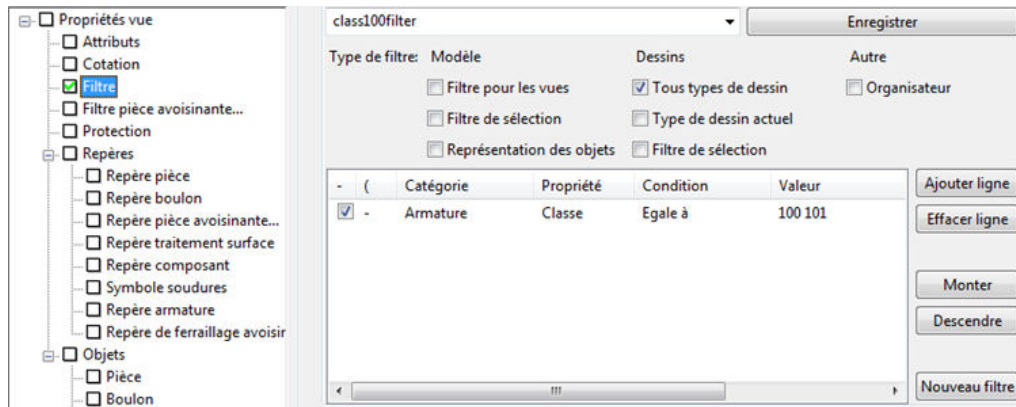 Propriétés vue
Attributs
Cotation
Filtre
Filtre pièce avoisinante...
Protection
Repères
Repère pièce
Repère boulon
Repère pièce avoisinante...
Repère traitement surface
Repère composant
Symbole soudures
Repère armature
Repère de ferraillage avoisir
Objets
Pièce
Boulon
class100filter
Enregistrer
Type de filtre: Modèle Dessins Autre
Filtre pour les vues Tous types de dessin Organisateur
Filtre de sélection Type de dessin actuel
Représentation des objets Filtre de sélection
- ( Catégorie Propriété Condition Valeur
- Armature Classe Egale à 100 101
Ajouter ligne
Effacer ligne
Monter
Descendre
Nouveau filtre